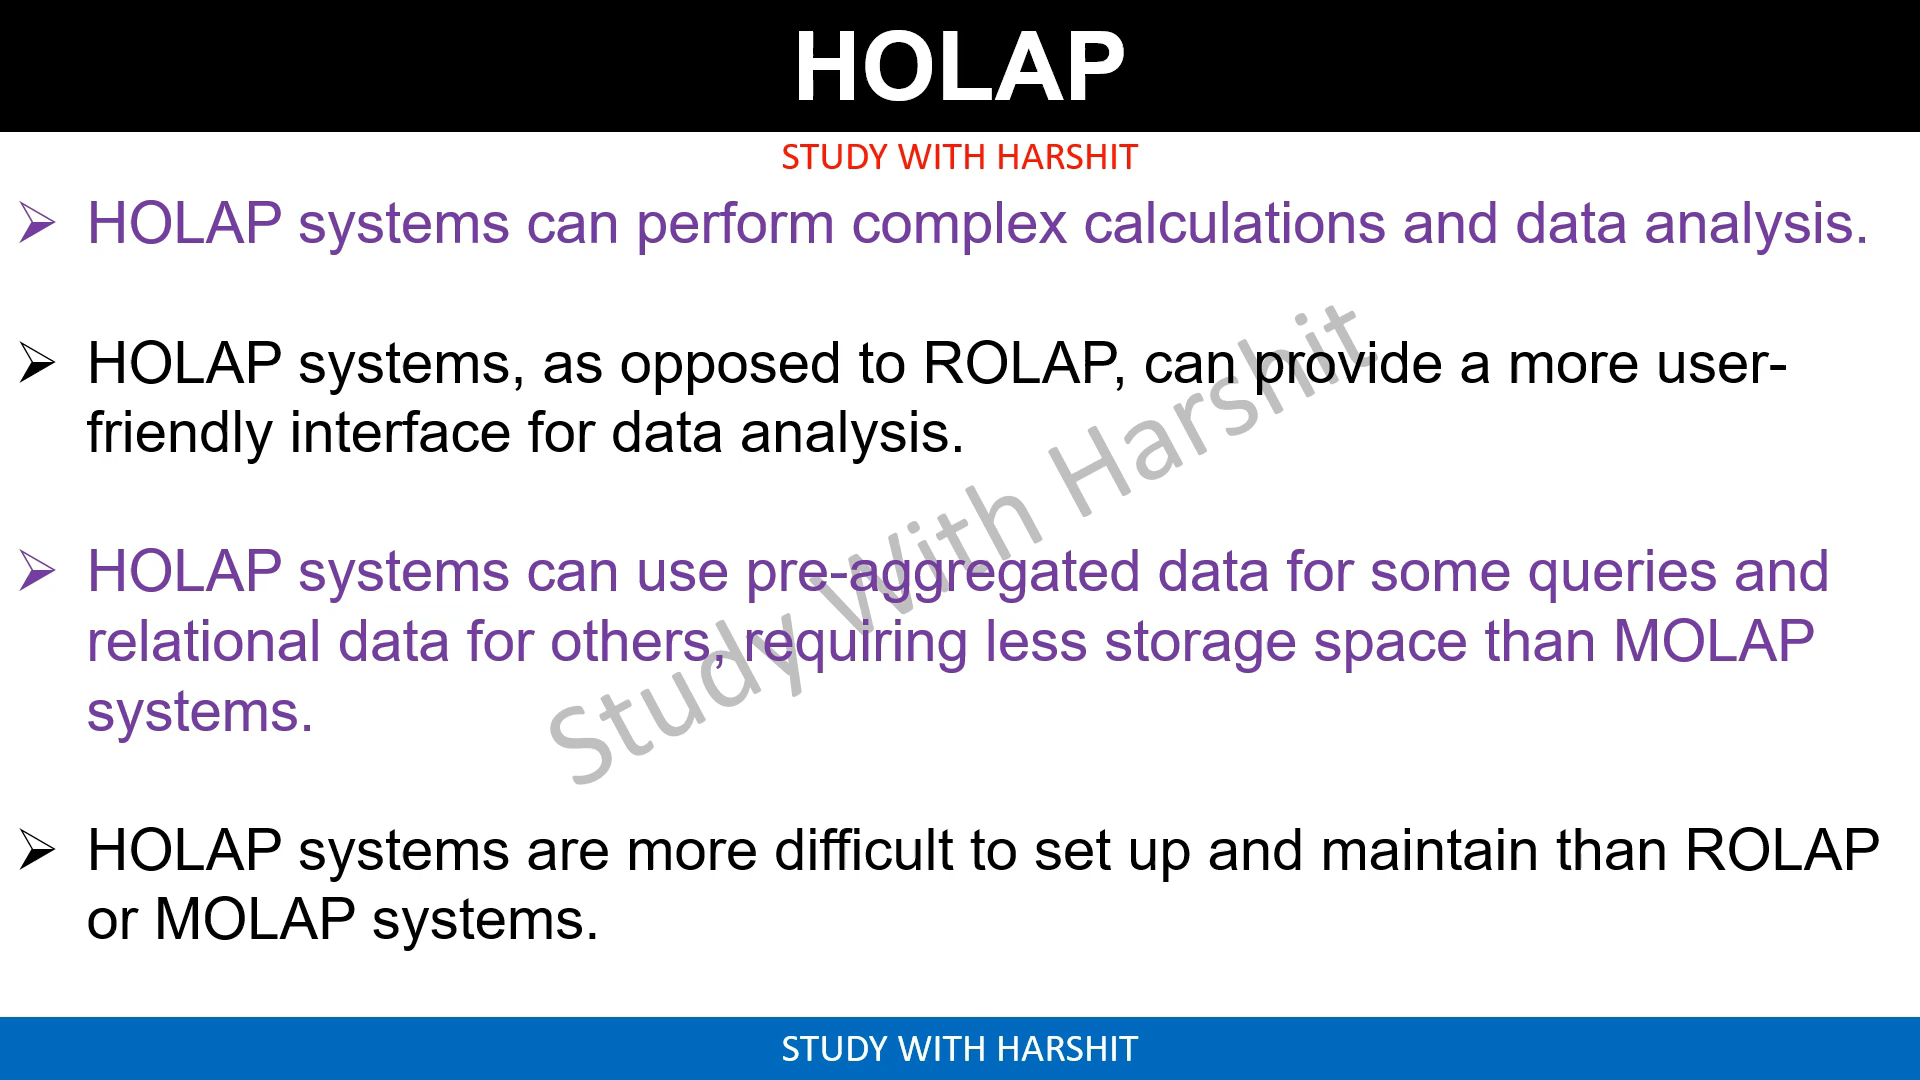 HOLAP
STUDY WITH HARSHIT
➢ HOLAP systems can perform complex calculations and data analysis.
➢ HOLAP systems, as opposed to ROLAP, can provide a more user-
friendly interface for data analysis.
➢ HOLAP systems can use pre-aggregated data for some queries and
relational data for others, requiring less storage space than MOLAP
systems.
➢ HOLAP systems are more difficult to set up and maintain than ROLAP
or MOLAP systems.
Study With Harshit
STUDY WITH HARSHIT